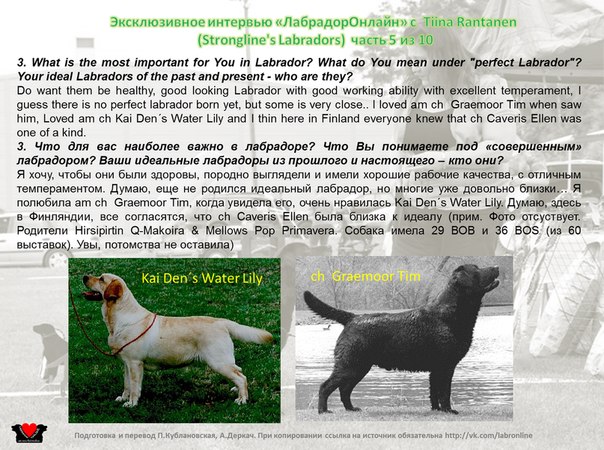 Эксклюзивное интервью «ЛабрадорОнлайн» с Tiina Rantanen
(Strongline's Labradors) часть 5 из 10
3. What is the most important for You in Labrador? What do You mean under "perfect Labrador"?
Your ideal Labradors of the past and present - who are they?
Do want them be healthy, good looking Labrador with good working ability with excellent temperament, I
guess there is no perfect labrador born yet, but some is very close.. I loved am ch Graemoor Tim when saw
him, Loved am ch Kai Den´s Water Lily and I thin here in Finland everyone knew that ch Caveris Ellen was
one of a kind.
3. Что для вас наиболее важно в лабрадоре? Что Вы понимаете под «совершенным»
лабрадором? Ваши идеальные лабрадоры из прошлого и настоящего – кто они?
Я хочу, чтобы они были здоровы, породно выглядели и имели хорошие рабочие качества, с отличным
темпераментом. Думаю, еще не родился идеальный лабрадор, но многие уже довольно близки… Я
полюбила am ch Graemoor Tim, когда увидела его, очень нравилась Kai Den´s Water Lily. Думаю, здесь
в Финляндии, все согласятся, что ch Caveris Ellen была близка к идеалу (прим. Фото отсуствует.
Родители Hirsipirtin Q-Makoira & Mellows Pop Primavera. Собака имела 29 BOB и 36 BOS (из 60
выставок). Увы, потомства не оставила)
Kai Den´s Water Lily
ch Graemoor Tim
Подготовка и перевод П.Кублановская, А.Деркач. При копировании ссылка на источник обязательна http://vk.com/labronline